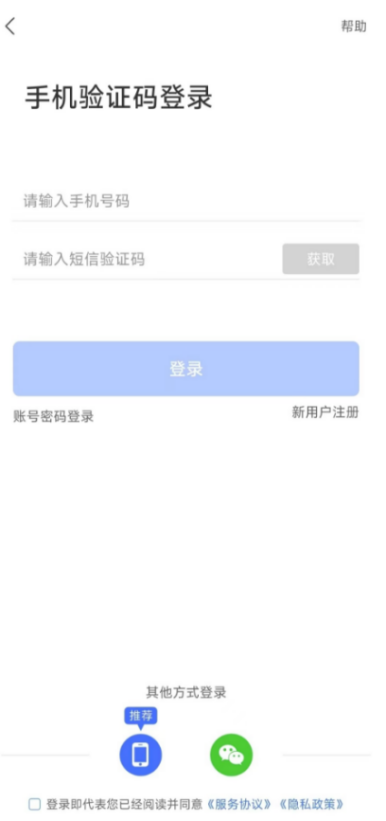 帮助
手机验证码登录
请输入手机号码
请输入短信验证码
获取
登录
账号密码登录
新用户注册
其他方式登录
推荐
登录即代表您已经阅读并同意《服务协议》《隐私政策》